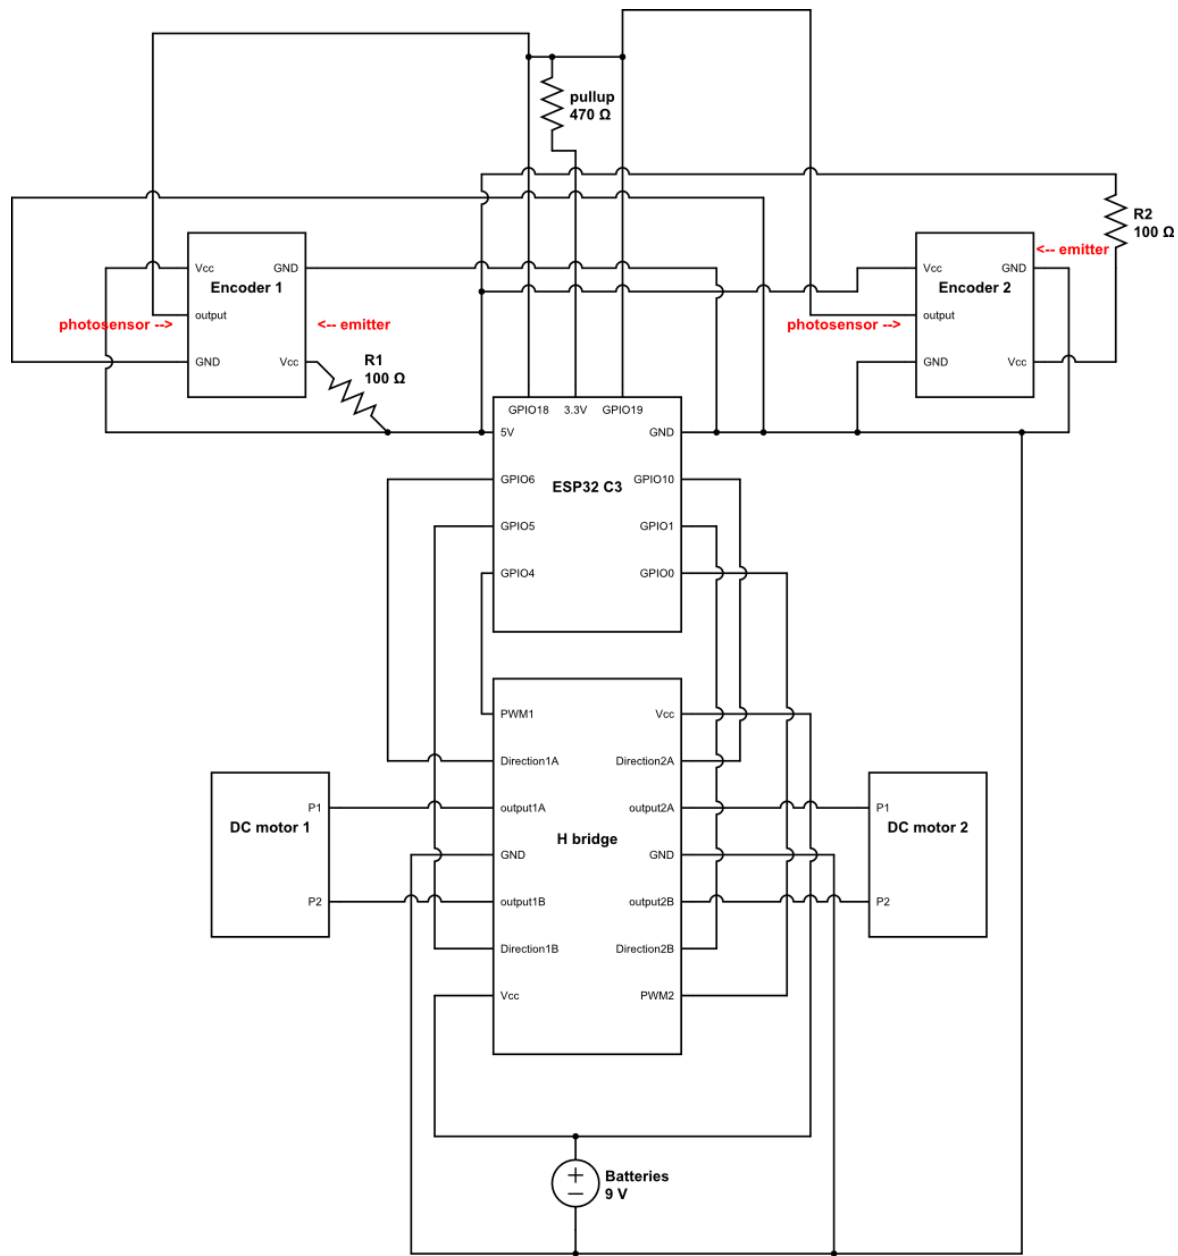 pullup
470 Ω
R2
100 Ω
<-- emitter
Vcc
GND
Encoder 1
output
photosensor -->
<-- emitter
GND
Vcc
R1
100 Ω
Vcc
GND
Encoder 2
output
photosensor -->
GND
Vcc
GPIO18
3.3V
GPIO19
5V
GND
GPIO6
ESP32 C3
GPIO10
GPIO5
GPIO1
GPIO4
GPIO0
PWM1
Vcc
Direction1A
Direction2A
P1
output1A
output2A
P1
DC motor 1
H bridge
DC motor 2
GND
GND
P2
output1B
output2B
P2
Direction1B
Direction2B
Vcc
PWM2
Batteries
9 V